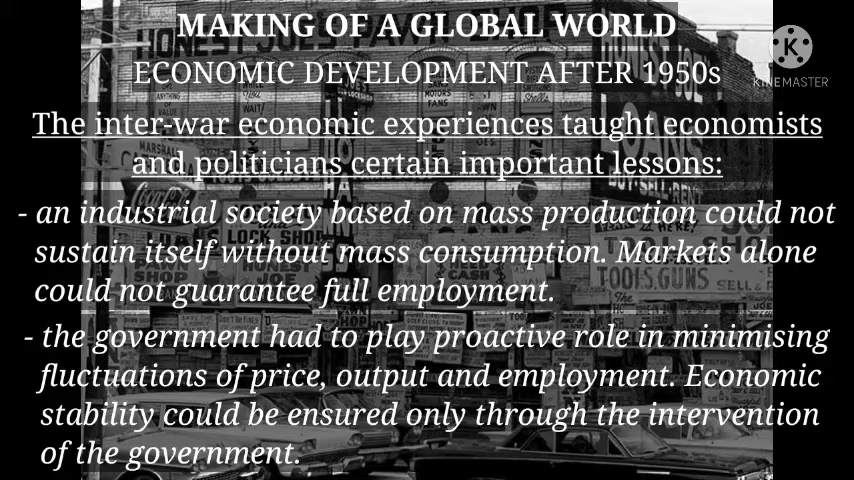 MAKING OF A GLOBAL WORLD
ECONOMIC DEVELOPMENT AFTER 1950s
KINEMASTER
The inter-war economic experiences taught economists
and politicians certain important lessons:
- an industrial society based on mass production could not
sustain itself without mass consumption. Markets alone
could not guarantee full employment.
- the government had to play proactive role in minimising
fluctuations of price, output and employment. Economic
stability could be ensured only through the intervention
of the government.